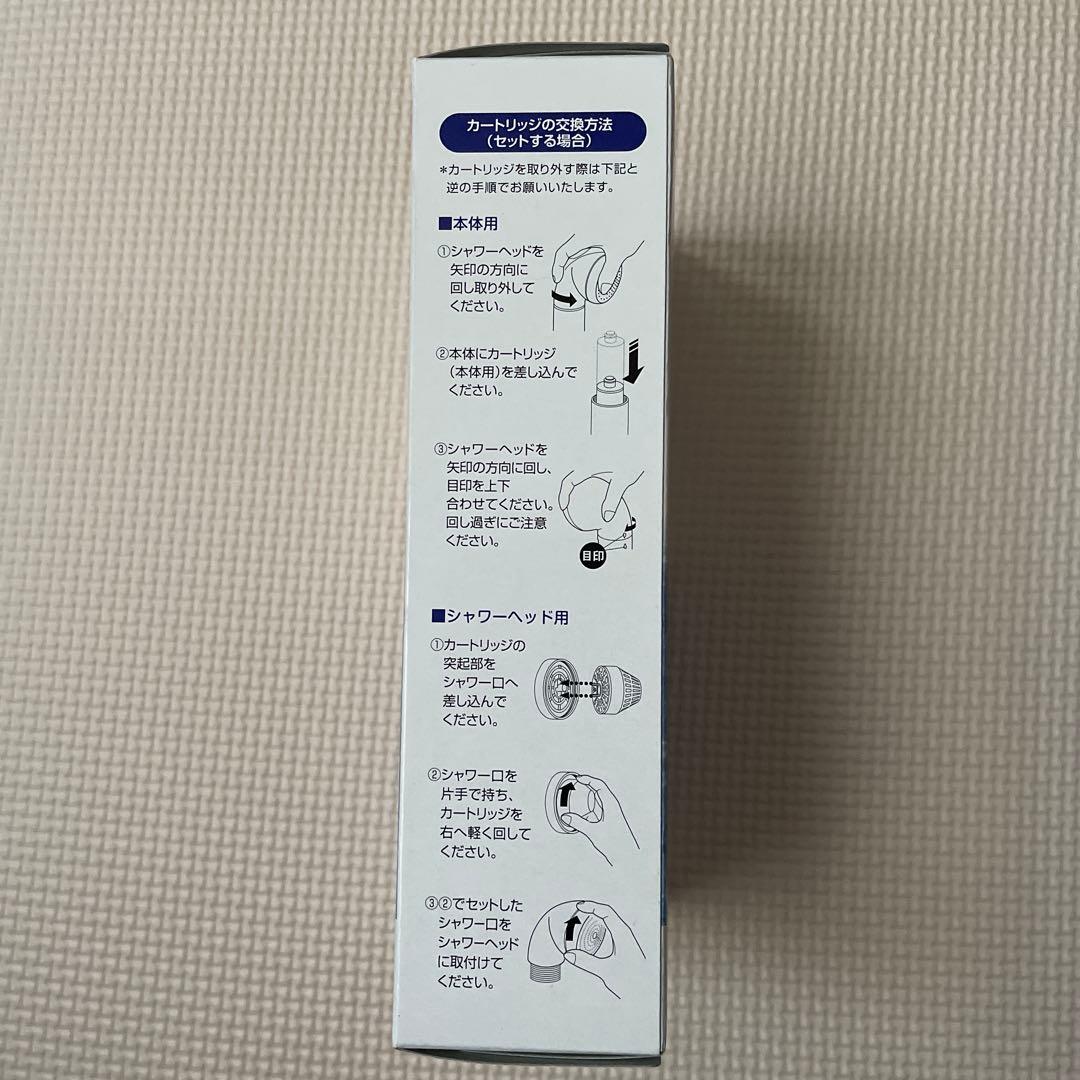 カートリッジの交換方法
(セットする場合)
*カートリッジを取り外す際は下記と
逆の手順でお願いいたします。
■本体用
①シャワーヘッドを
矢印の方向に
回し取り外して
ください。
②本体にカートリッジ
(本体用)を差し込んで
ください。
③シャワーヘッドを
矢印の方向に回し、
目印を上下
合わせてください。
回し過ぎにご注意
ください。
目印
■シャワーヘッド用
①カートリッジの
突起部を
シャワー口へ
差し込んで
ください。
②シャワー口を
片手で持ち、
カートリッジを
右へ軽く回して
ください。
③②でセットした
シャワー口を
シャワーヘッド
に取付けて
ください。